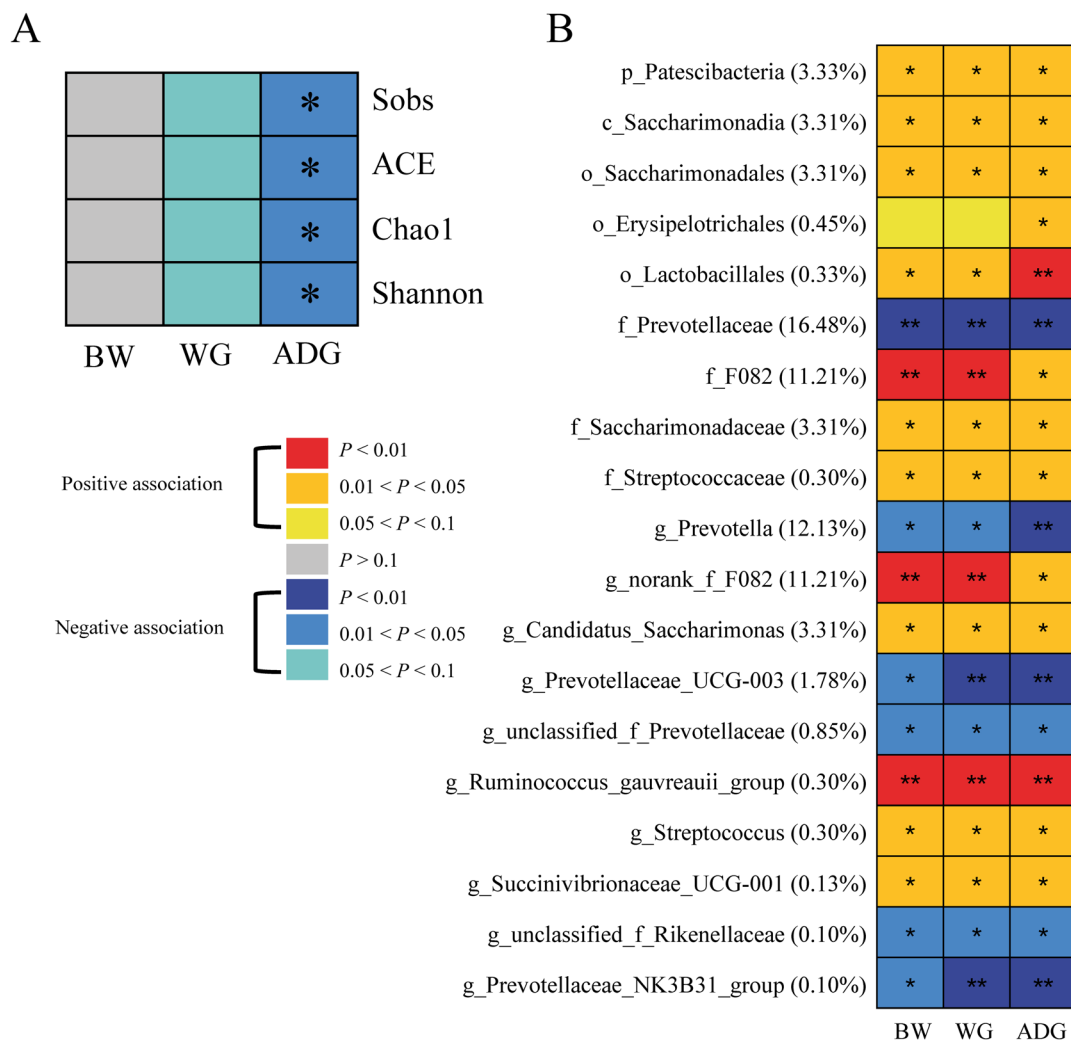 A
*
Sobs
*
ACE
*
Chao1
*
Shannon
BW WG ADG
Positive association
P < 0.01
0.01 < P < 0.05
0.05 < P < 0.1
P > 0.1
Negative association
P < 0.01
0.01 < P < 0.05
0.05 < P < 0.1
B
p_Patescibacteria (3.33%) * * *
c_Saccharimonadia (3.31%) * * *
o_Saccharimonadales (3.31%) * * *
o_Erysipelotrichales (0.45%) *
o_Lactobacillales (0.33%) * * **
f_Prevotellaceae (16.48%) ** ** **
f_F082 (11.21%) ** ** *
f_Saccharimonadaceae (3.31%) * * *
f_Streptococcaceae (0.30%) * * *
g_Prevotella (12.13%) * * **
g_norank_f_F082 (11.21%) ** ** *
g_Candidatus_Saccharimonas (3.31%) * * *
g_Prevotellaceae_UCG-003 (1.78%) * ** **
g_unclassified_f_Prevotellaceae (0.85%) * * *
g_Ruminococcus_gauvreauii_group (0.30%) ** ** **
g_Streptococcus (0.30%) * * *
g_Succinivibrionaceae_UCG-001 (0.13%) * * *
g_unclassified_f_Rikenellaceae (0.10%) * * *
g_Prevotellaceae_NK3B31_group (0.10%) * ** **
BW WG ADG